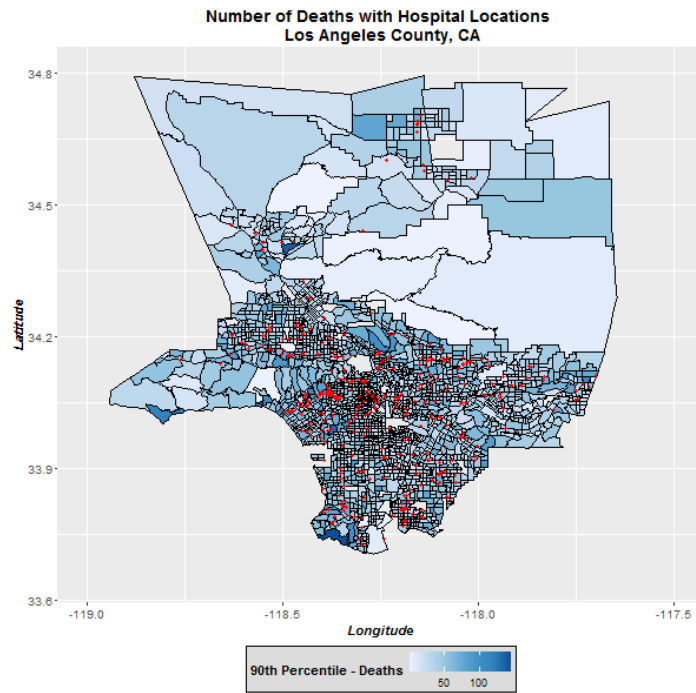 Number of Deaths with Hospital Locations
Los Angeles County, CA
34.8
34.5
34.2
33.9
33.6
Latitude
-119.0
-118.5
-118.0
-117.5
Longitude
90th Percentile - Deaths
50
100